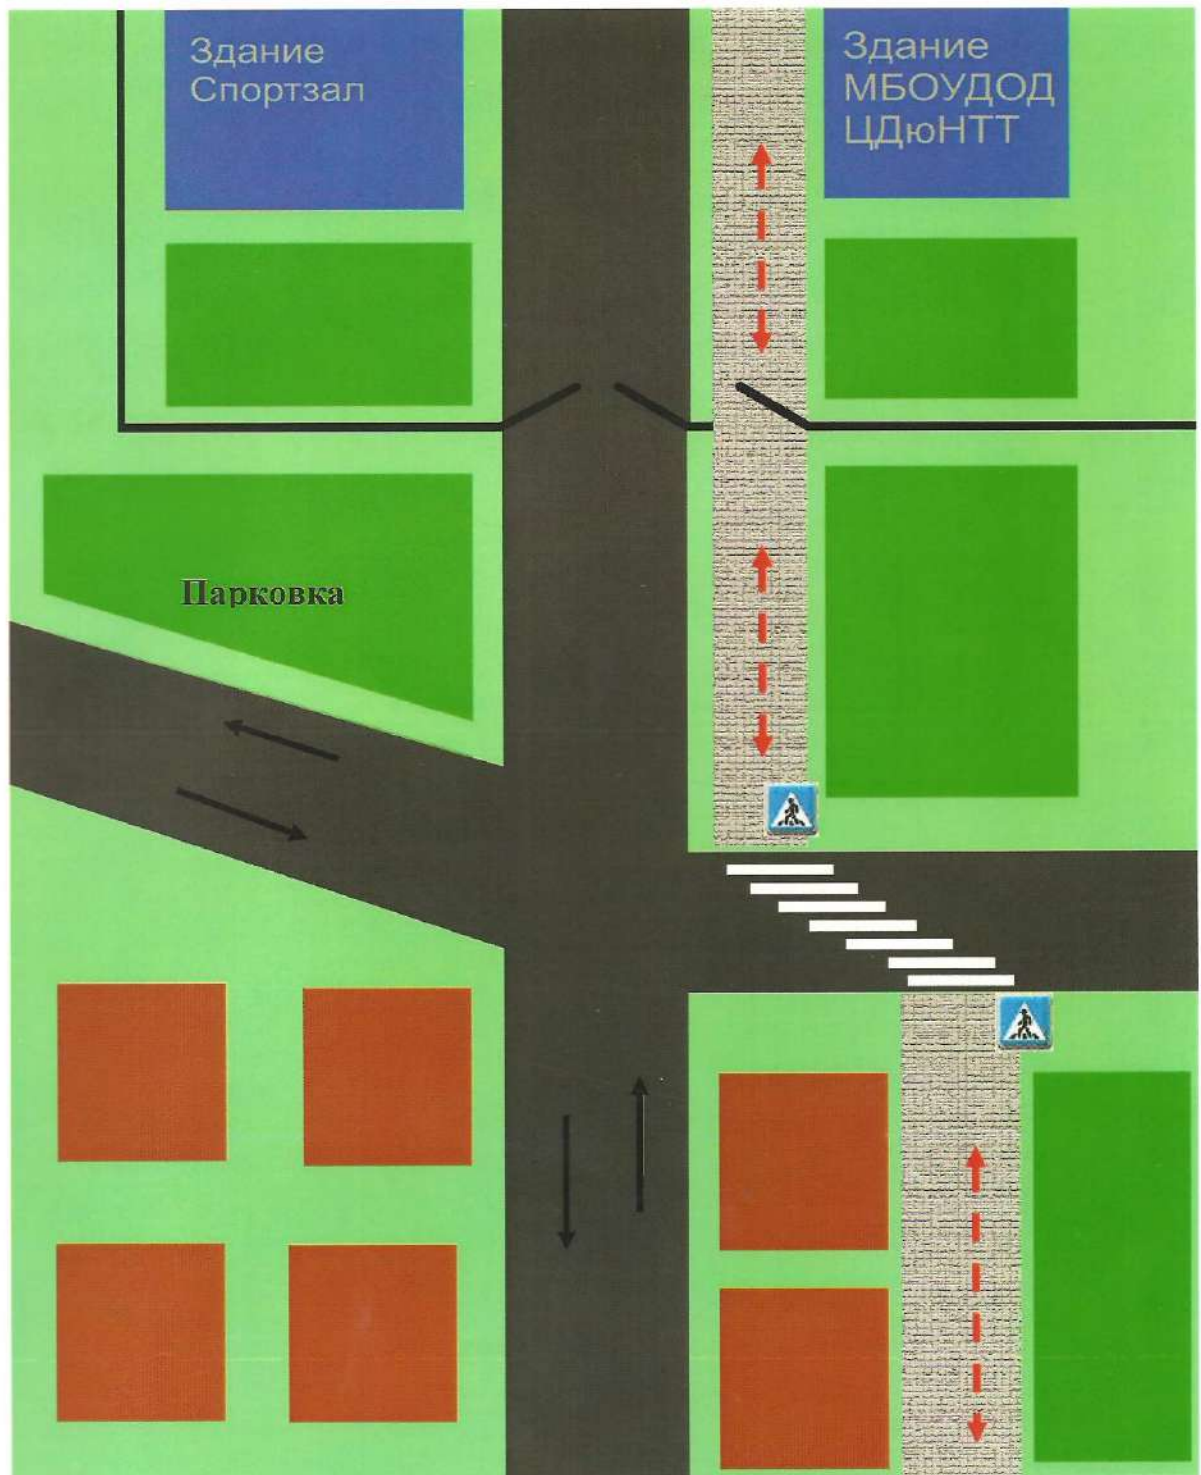 Здание
Спортзал
Здание
МБОУДОД
ЦДюНТТ
Парковка